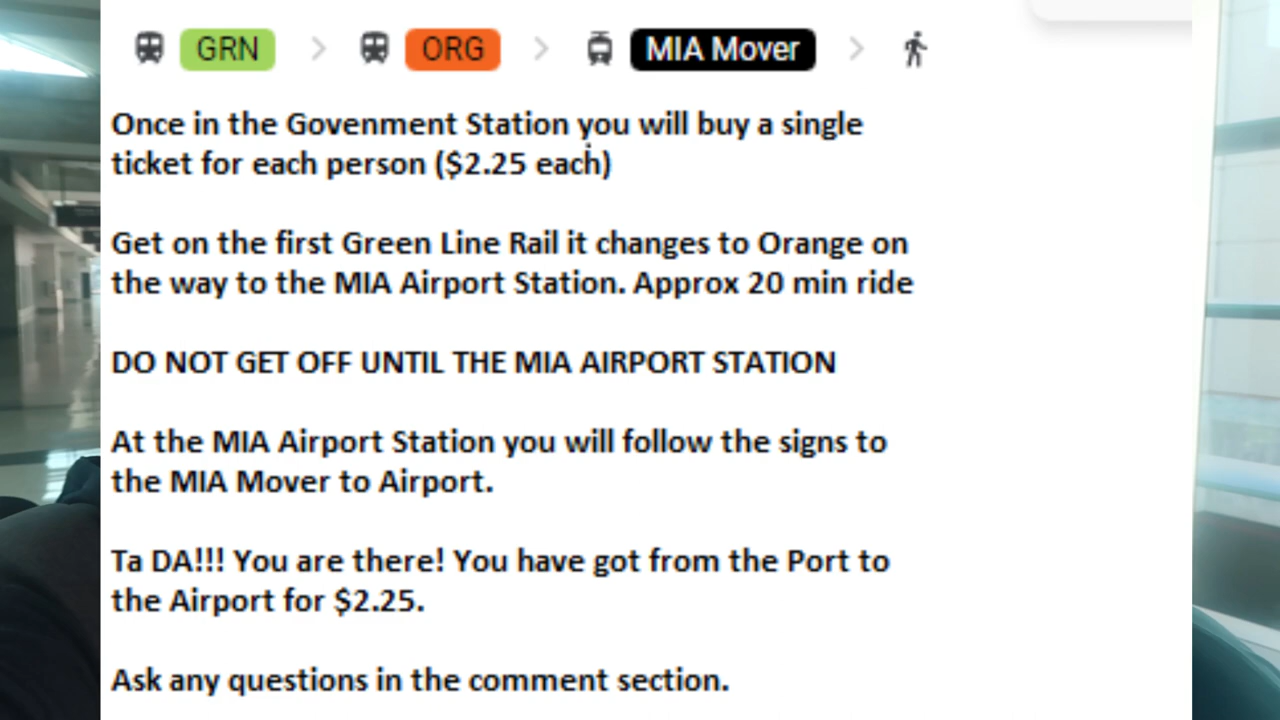 GRN > ORG > MIA Mover >
Once in the Govenment Station you will buy a single
ticket for each person ($2.25 each)
Get on the first Green Line Rail it changes to Orange on
the way to the MIA Airport Station. Approx 20 min ride
DO NOT GET OFF UNTIL THE MIA AIRPORT STATION
At the MIA Airport Station you will follow the signs to
the MIA Mover to Airport.
Ta DA!!! You are there! You have got from the Port to
the Airport for $2.25.
Ask any questions in the comment section.